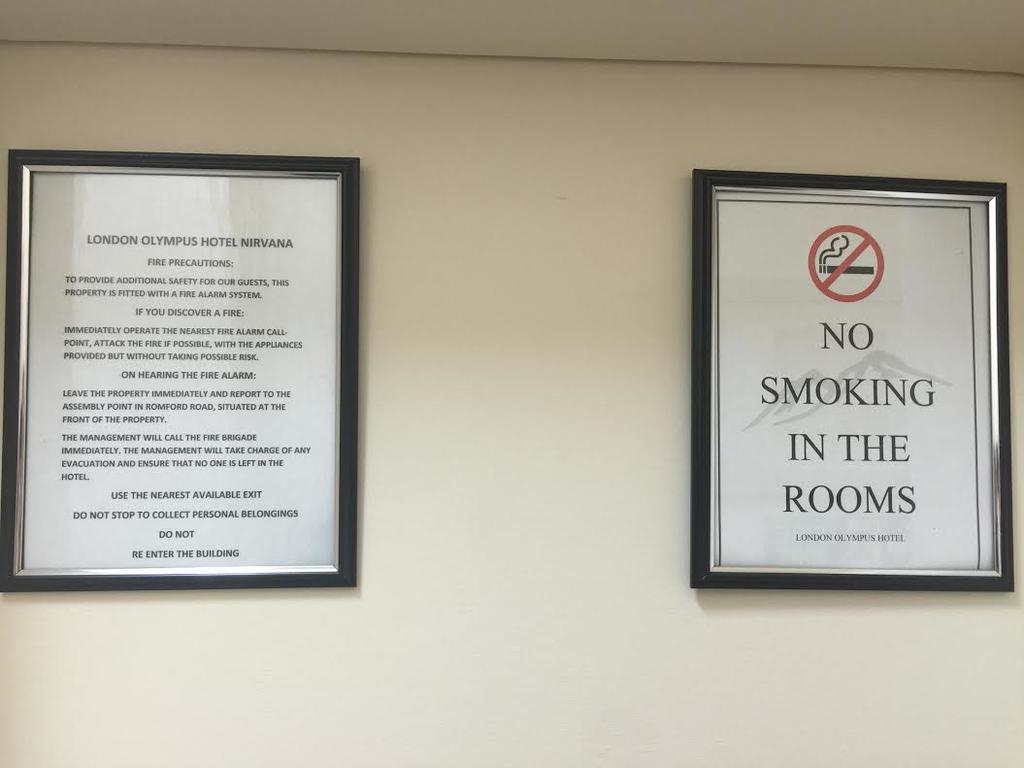 LONDON OLYMPUS HOTEL NIRVANA
FIRE PRECAUTIONS:
TO PROVIDE ADDITIONAL SAFETY FOR OUR GUESTS, THIS
PROPERTY IS FITTED WITH A FIRE ALARM SYSTEM.
IF YOU DISCOVER A FIRE:
IMMEDIATELY OPERATE THE NEAREST FIRE ALARM CALL-
POINT, ATTACK THE FIRE IF POSSIBLE, WITH THE APPLIANCES
PROVIDED BUT WITHOUT TAKING POSSIBLE RISK.
ON HEARING THE FIRE ALARM:
LEAVE THE PROPERTY IMMEDIATELY AND REPORT TO THE
ASSEMBLY POINT IN ROMFORD ROAD, SITUATED AT THE
FRONT OF THE PROPERTY.
THE MANAGEMENT WILL CALL THE FIRE BRIGADE
IMMEDIATELY. THE MANAGEMENT WILL TAKE CHARGE OF ANY
EVACUATION AND ENSURE THAT NO ONE IS LEFT IN THE
HOTEL.
USE THE NEAREST AVAILABLE EXIT
DO NOT STOP TO COLLECT PERSONAL BELONGINGS
DO NOT
RE ENTER THE BUILDING
NO
SMOKING
IN THE
ROOMS
LONDON OLYMPUS HOTEL